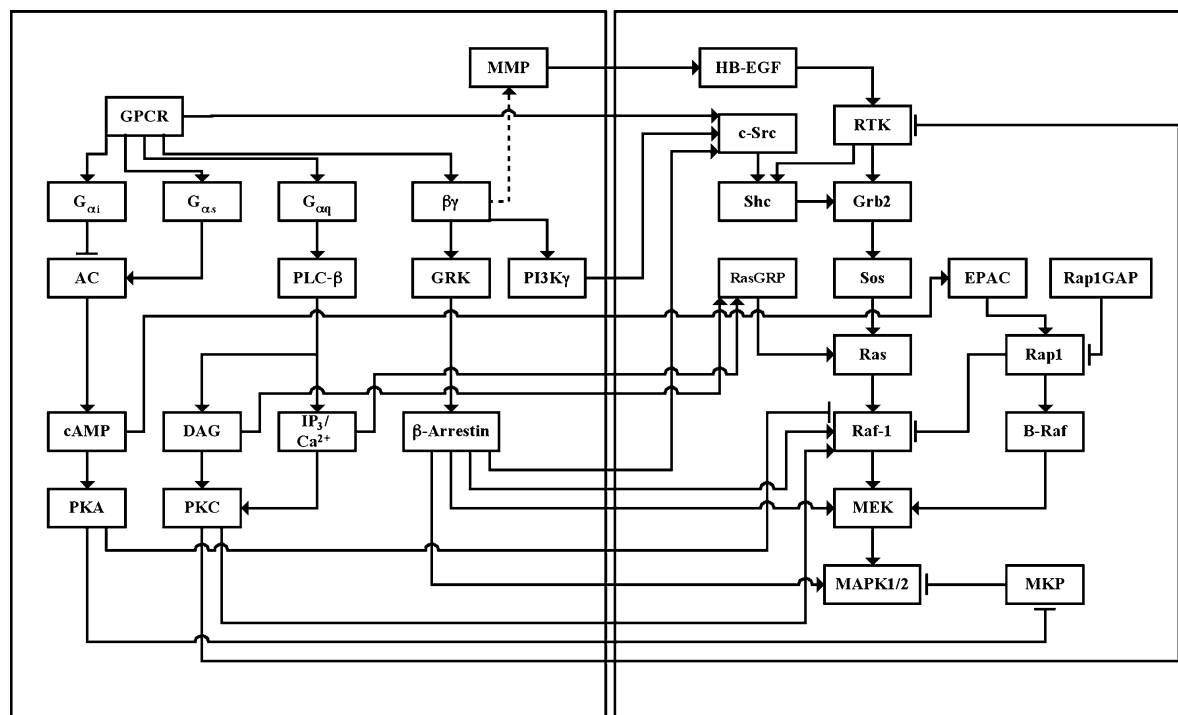 MMP
HB-EGF
GPCR
c-Src
RTK
Gαi
Gαs
Gαq
βγ
Shc
Grb2
AC
PLC-β
GRK
PI3Kγ
RasGRP
Sos
EPAC
Rap1GAP
Ras
Rap1
cAMP
DAG
IP3/
Ca2+
β-Arrestin
Raf-1
B-Raf
PKA
PKC
MEK
MAPK1/2
MKP